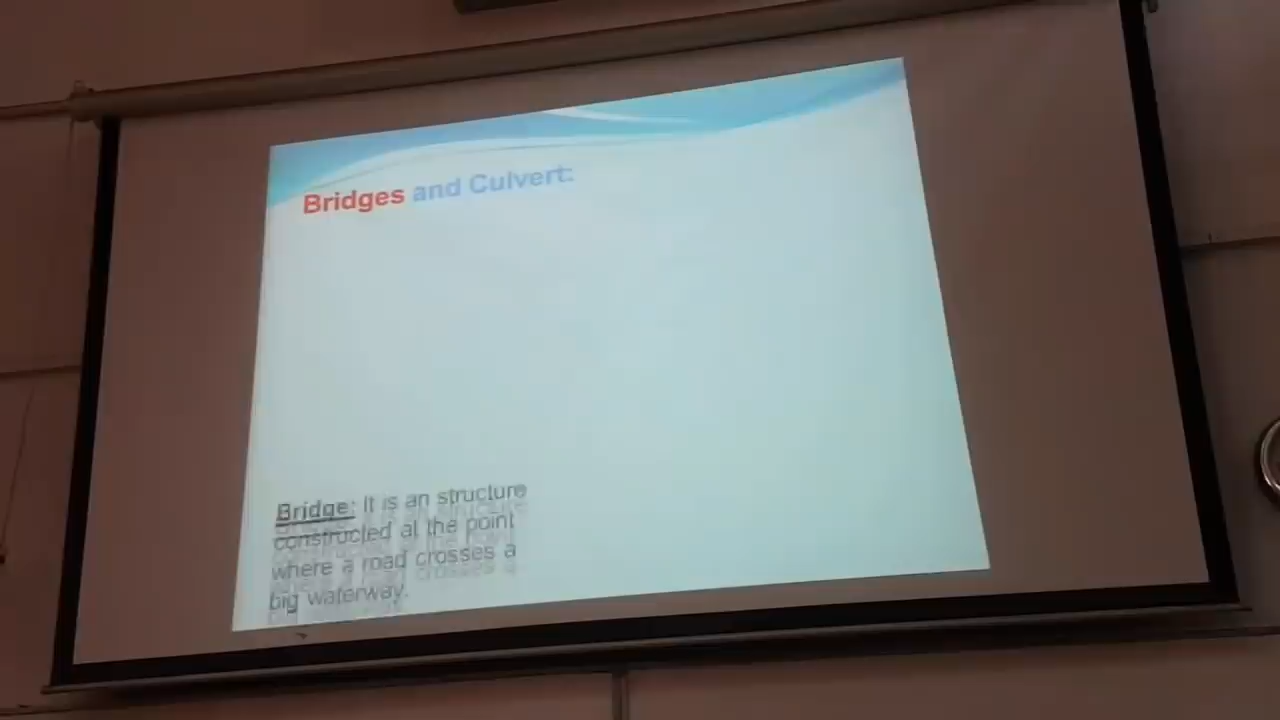 Bridges and Culvert:
Bridge: It is an structure
constructed at the point
where a road crosses a
big waterway.